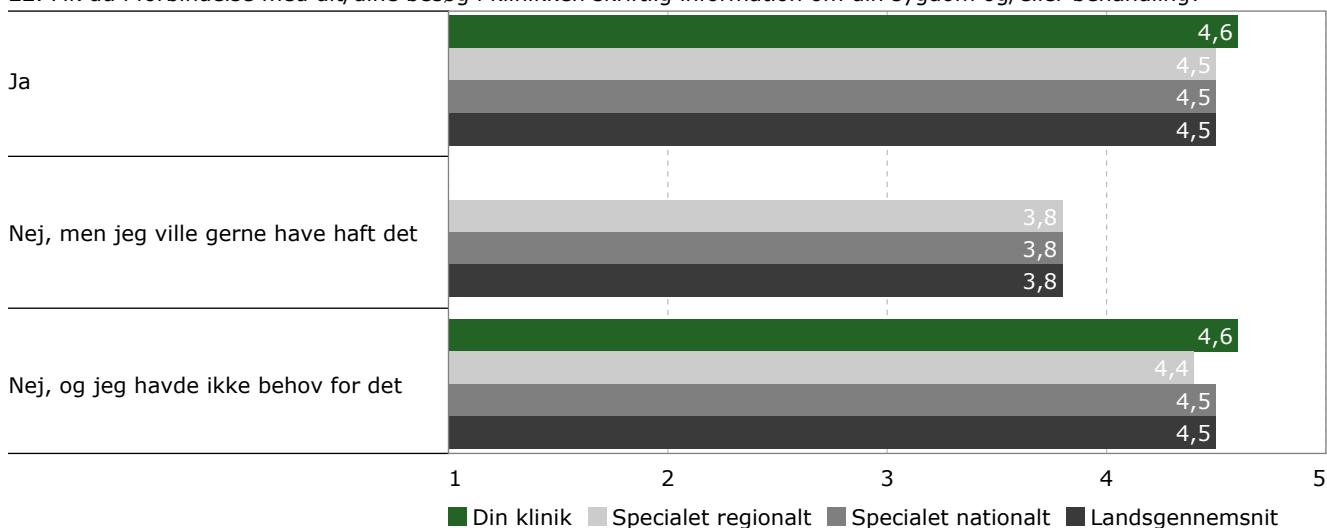 Ja
4,6
4,5
4,5
4,5
Nej, men jeg ville gerne have haft det
3,8
3,8
3,8
Nej, og jeg havde ikke behov for det
4,6
4,4
4,5
4,5
1 2 3 4 5
Din klinik Specialet regionalt Specialet nationalt Landsgennemsnit